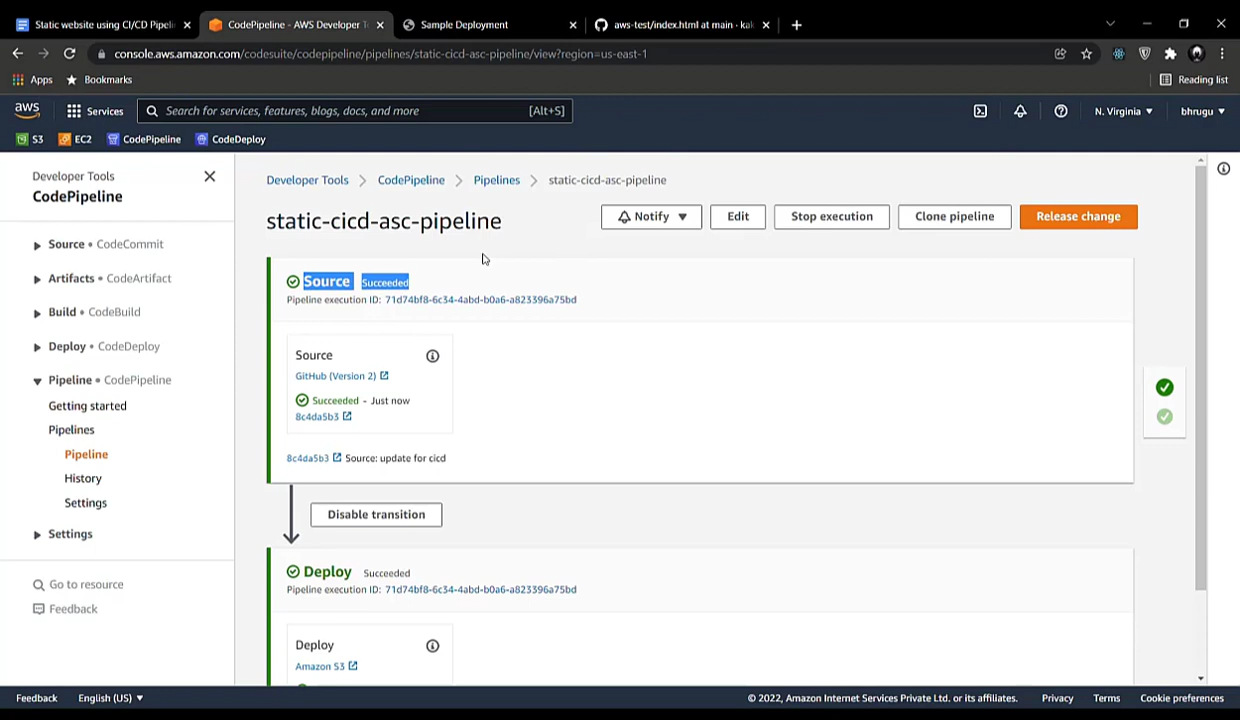 Static website using CI/CD Pipeli
CodePipeline - AWS Developer T
Sample Deployment
aws-test/index.html at main · kal
console.aws.amazon.com/codesuite/codepipeline/pipelines/static-cicd-asc-pipeline/view?region=us-east-1
Apps
Bookmarks
Reading list
aws
Services
Search for services, features, blogs, docs, and more
[Alt+S]
N. Virginia
bhrugu
S3
EC2
CodePipeline
CodeDeploy
Developer Tools
CodePipeline
Source • CodeCommit
Artifacts • CodeArtifact
Build • CodeBuild
Deploy • CodeDeploy
Pipeline • CodePipeline
Getting started
Pipelines
Pipeline
History
Settings
Settings
Go to resource
Feedback
Developer Tools
CodePipeline
Pipelines
static-cicd-asc-pipeline
static-cicd-asc-pipeline
Notify
Edit
Stop execution
Clone pipeline
Release change
Source Succeeded
Pipeline execution ID: 71d74bf8-6c34-4abd-b0a6-a823396a75bd
Source
GitHub (Version 2)
Succeeded - Just now
8c4da5b3
8c4da5b3 Source: update for cicd
Disable transition
Deploy Succeeded
Pipeline execution ID: 71d74bf8-6c34-4abd-b0a6-a823396a75bd
Deploy
Amazon S3
Feedback
English (US)
© 2022, Amazon Internet Services Private Ltd. or its affiliates.
Privacy
Terms
Cookie preferences